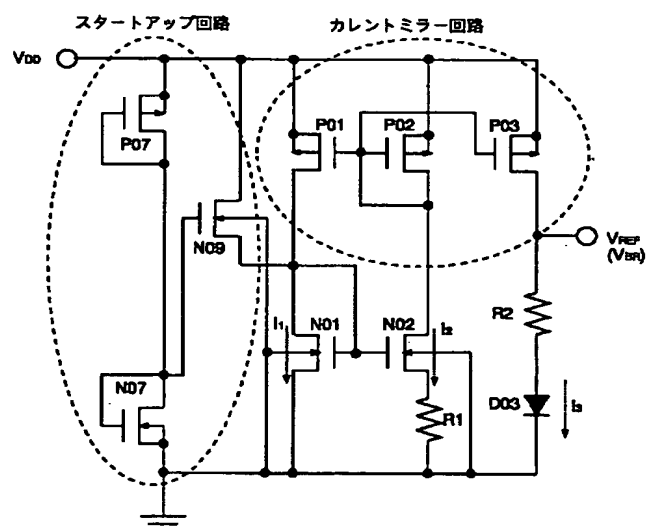 スタートアップ回路
カレントミラー回路
VDD
P01
P02
P03
P07
N09
VREF
(VBR)
I1
N01
N02
I2
R2
N07
R1
D03
I3